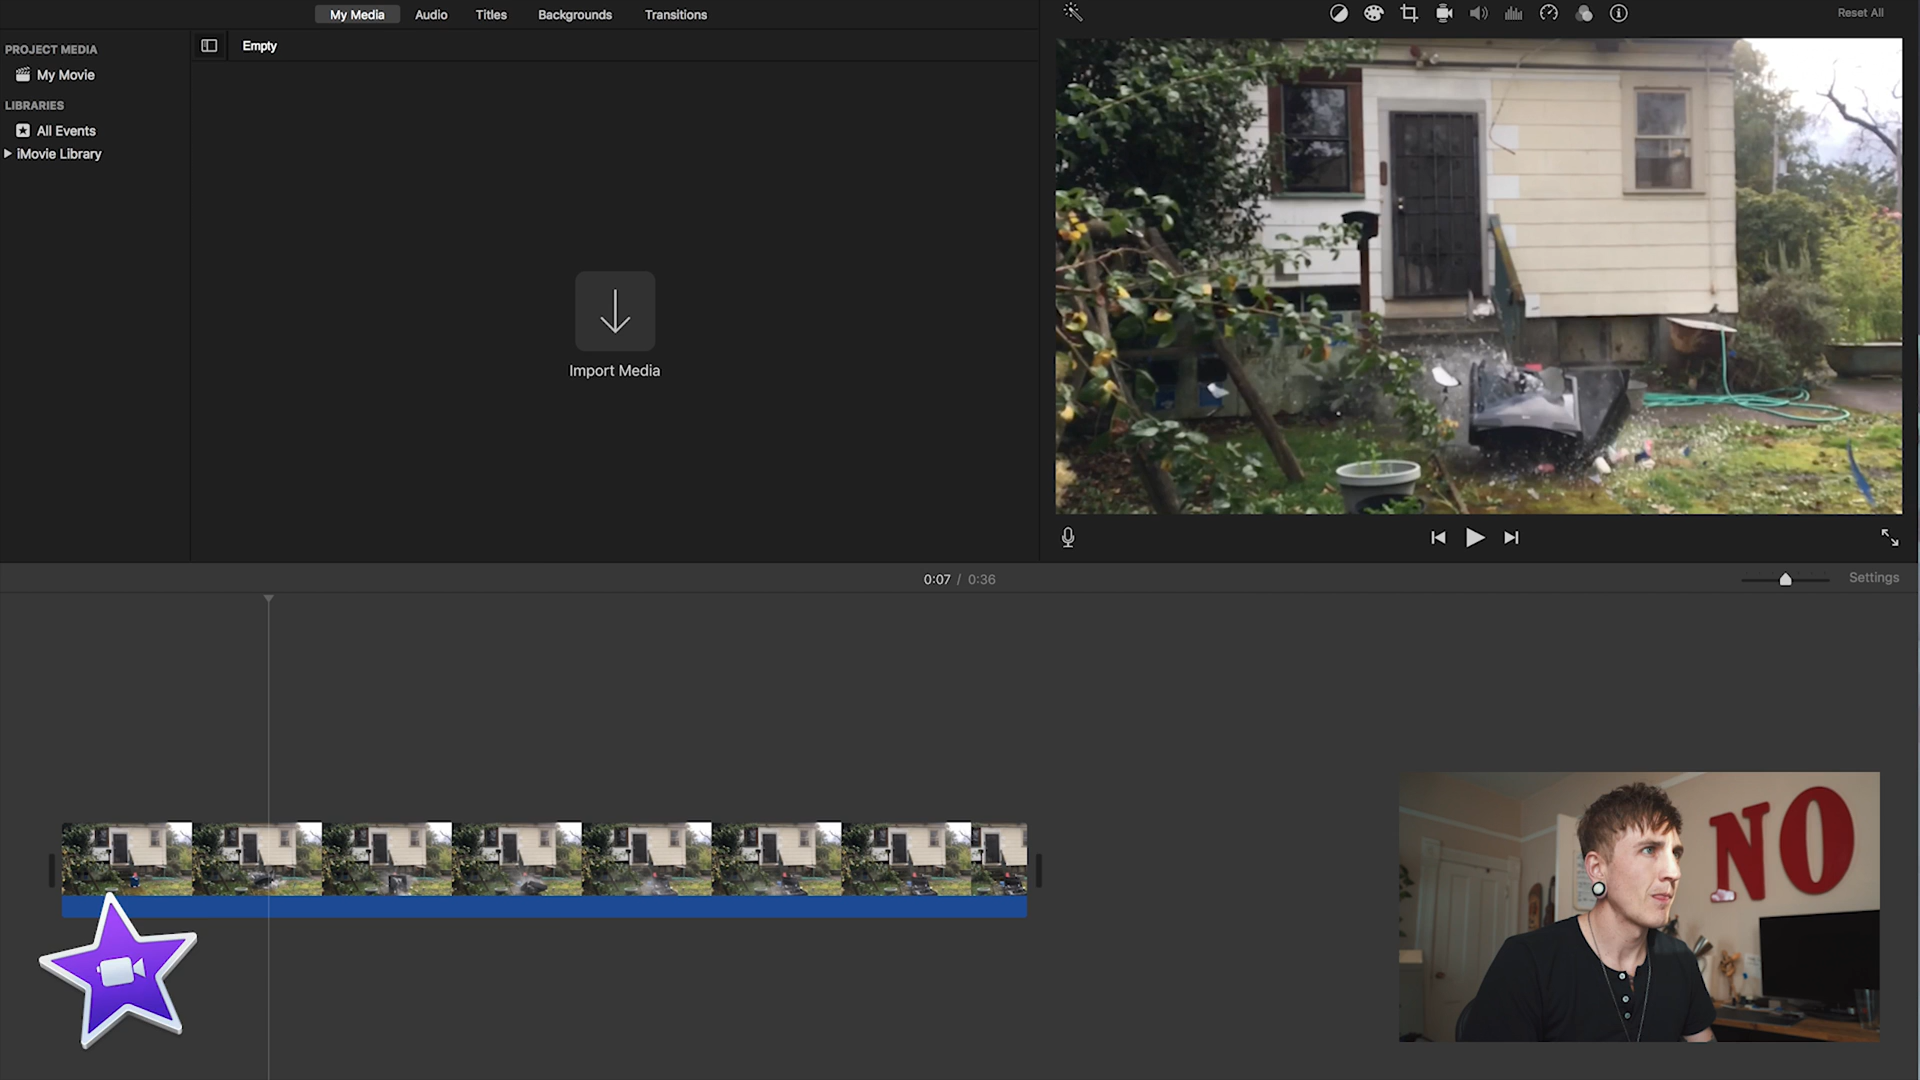 My Media Audio Titles Backgrounds Transitions
Reset All
PROJECT MEDIA
My Movie
LIBRARIES
All Events
iMovie Library
Empty
Import Media
0:07 / 0:36
Settings
NO